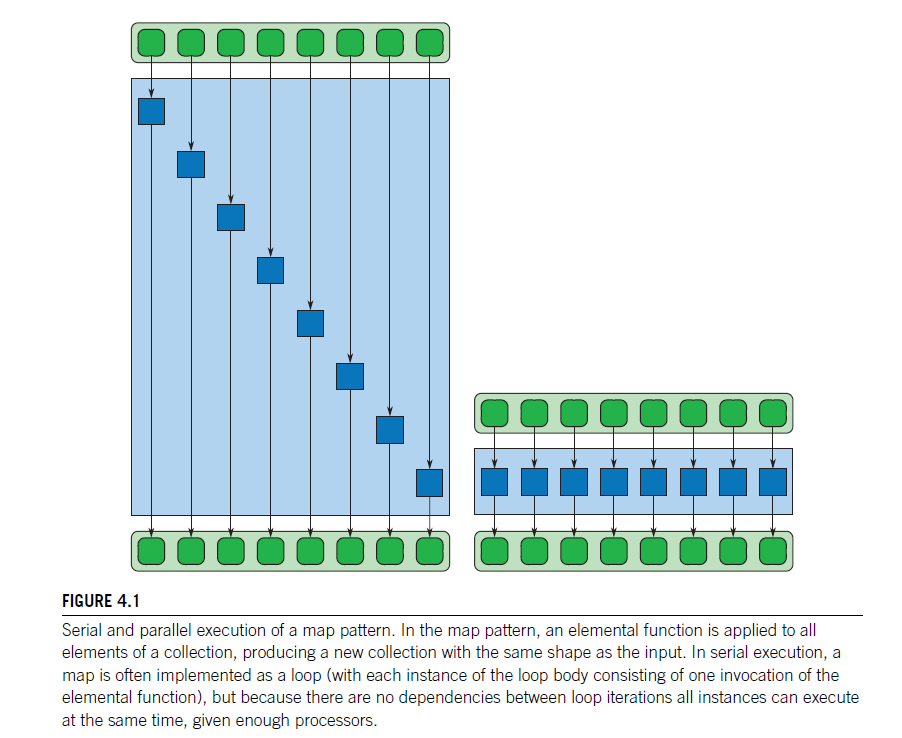 FIGURE 4.1
Serial and parallel execution of a map pattern. In the map pattern, an elemental function is applied to all
elements of a collection, producing a new collection with the same shape as the input. In serial execution, a
map is often implemented as a loop (with each instance of the loop body consisting of one invocation of the
elemental function), but because there are no dependencies between loop iterations all instances can execute
at the same time, given enough processors.